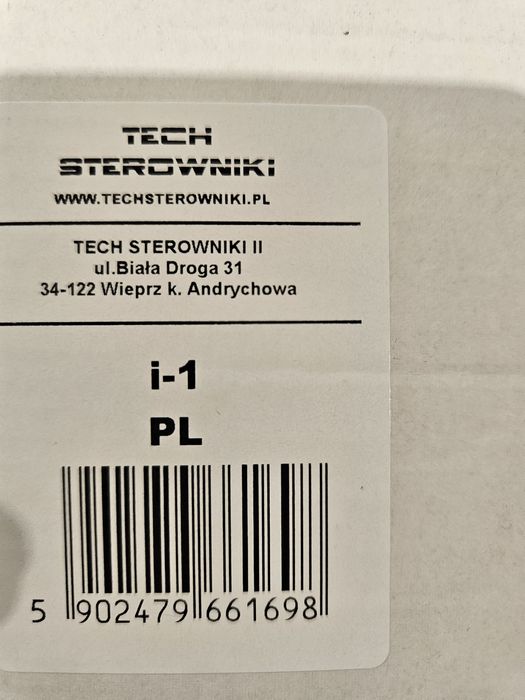 TECH
STEROWNIKI
WWW.TECHSTEROWNIKI.PL
TECH STEROWNIKI II
ul.Biała Droga 31
34-122 Wieprz k. Andrychowa
i-1
PL
5 902479 661698